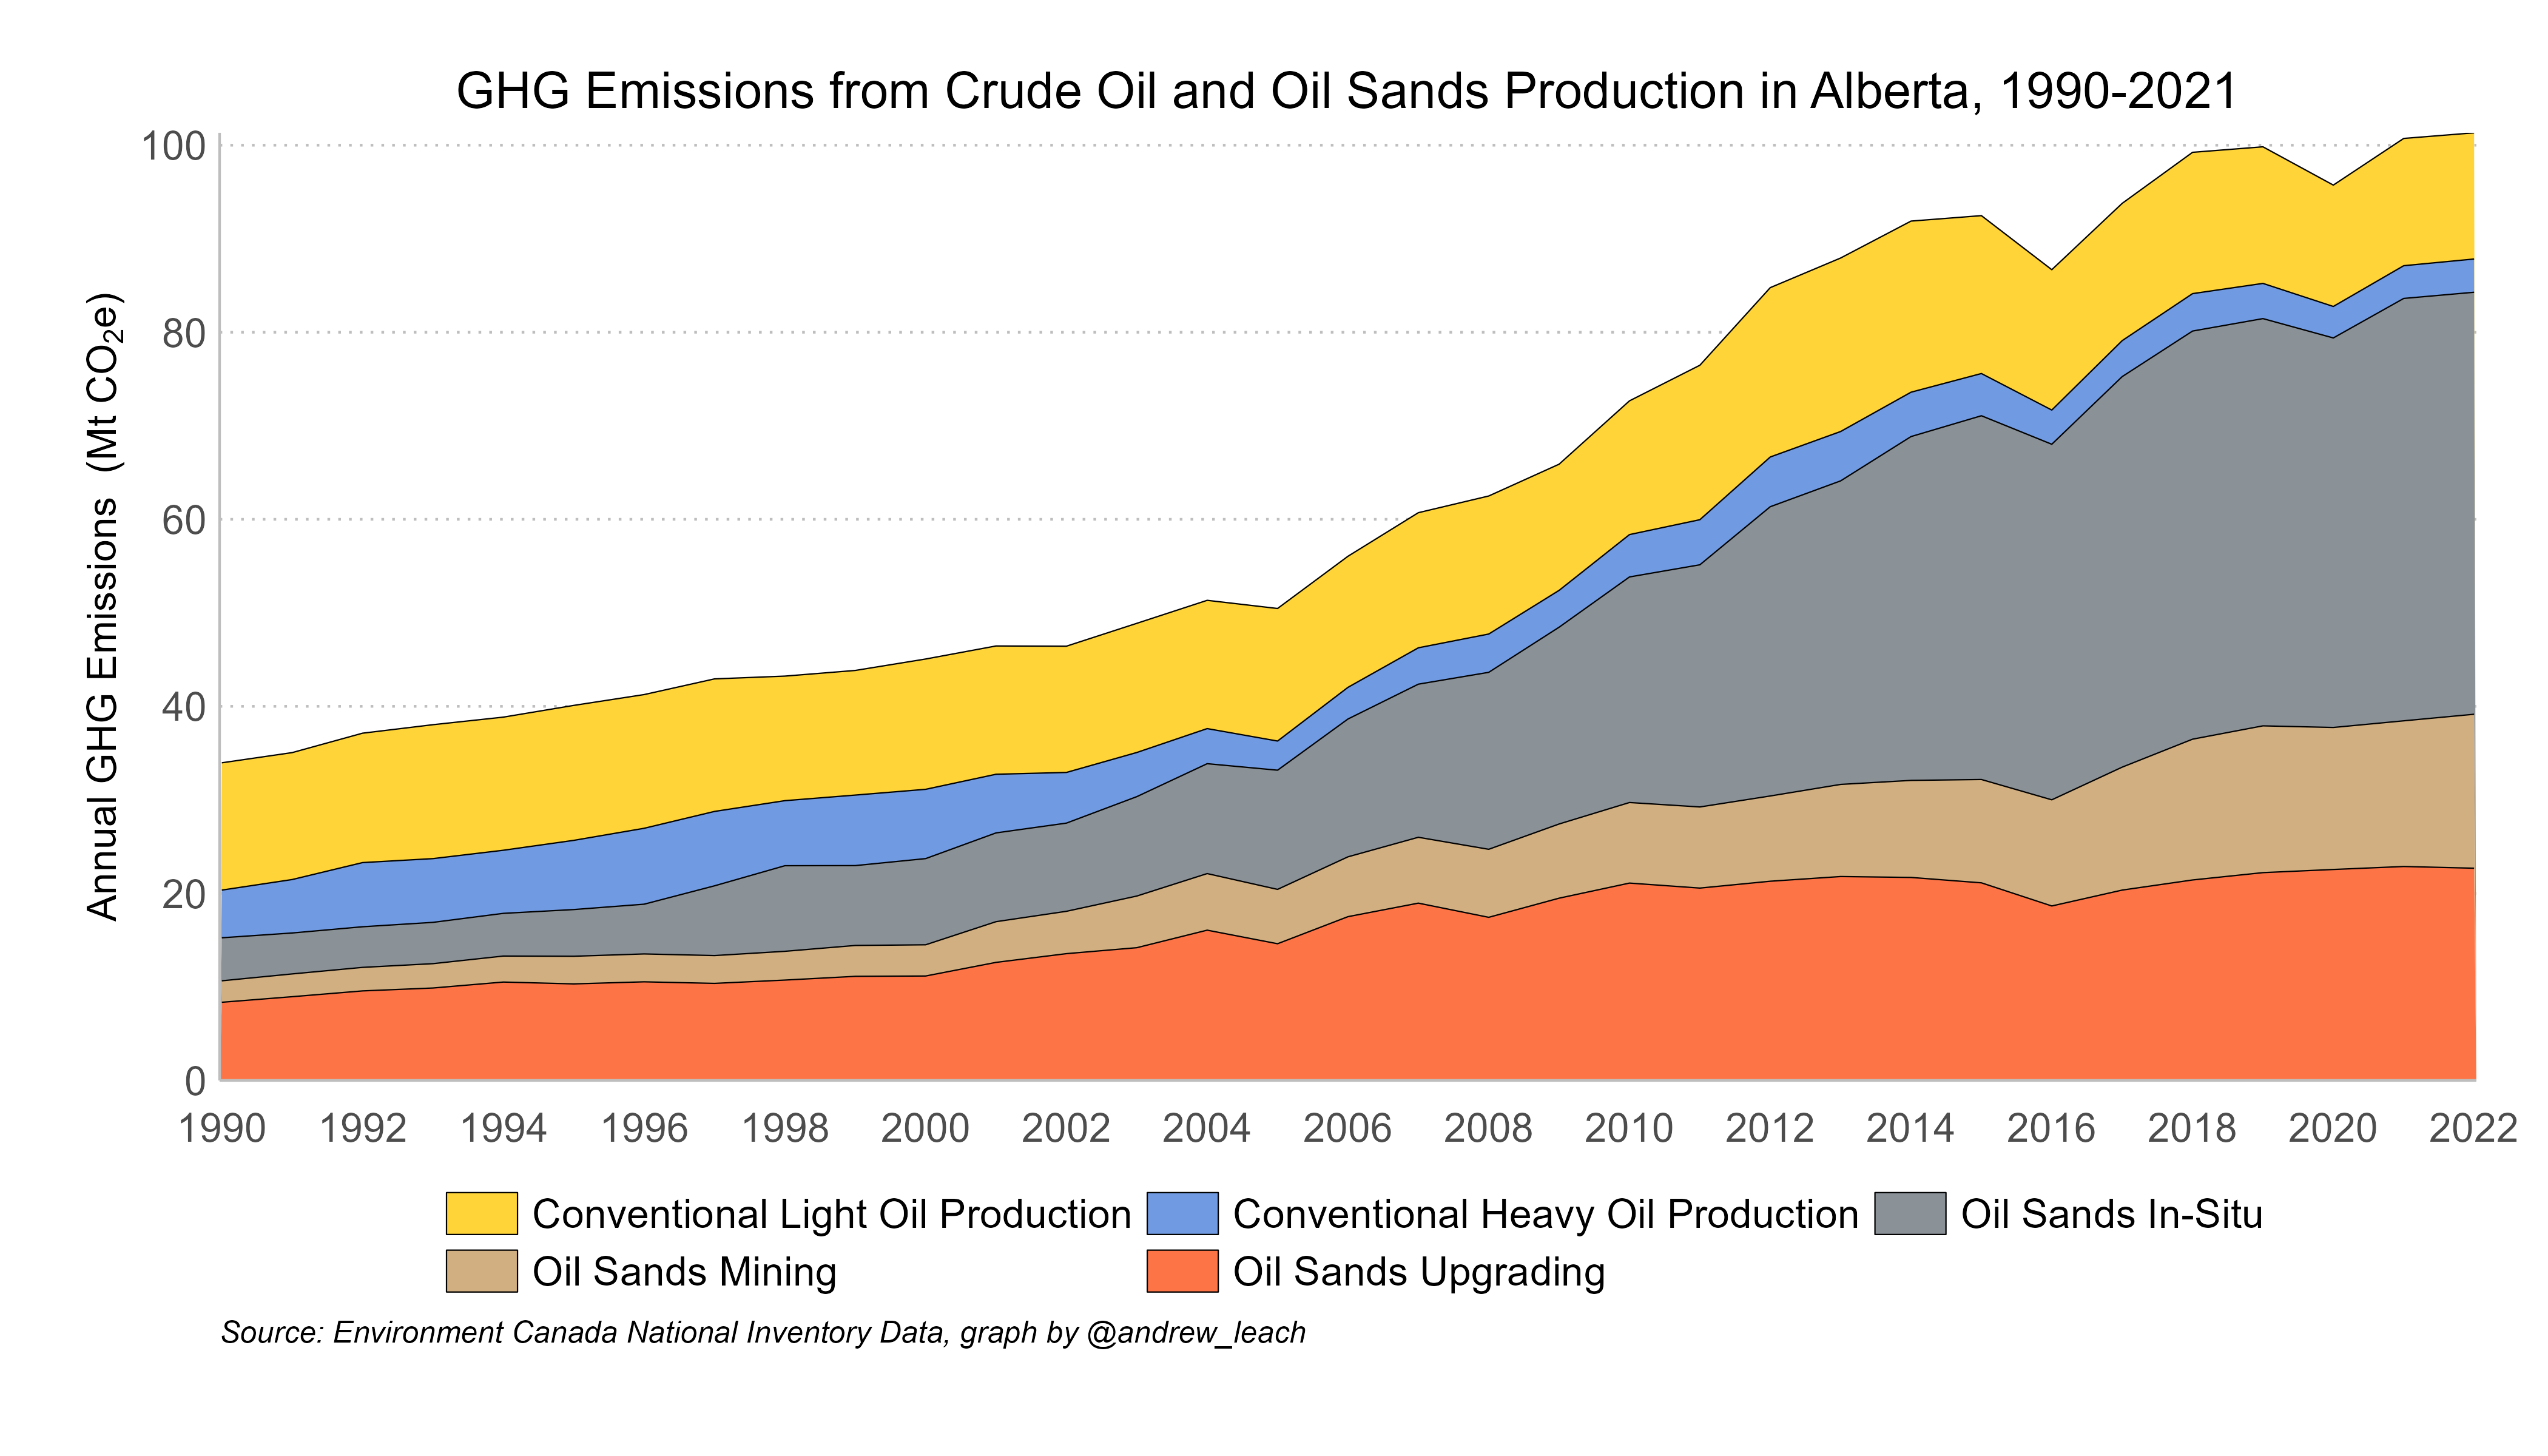 GHG Emissions from Crude Oil and Oil Sands Production in Alberta, 1990-2021
Annual GHG Emissions  (Mt CO₂e)
100
80
60
40
20
0
1990 1992 1994 1996 1998 2000 2002 2004 2006 2008 2010 2012 2014 2016 2018 2020 2022
Conventional Light Oil Production Conventional Heavy Oil Production Oil Sands In-Situ
Oil Sands Mining Oil Sands Upgrading
Source: Environment Canada National Inventory Data, graph by @andrew_leach